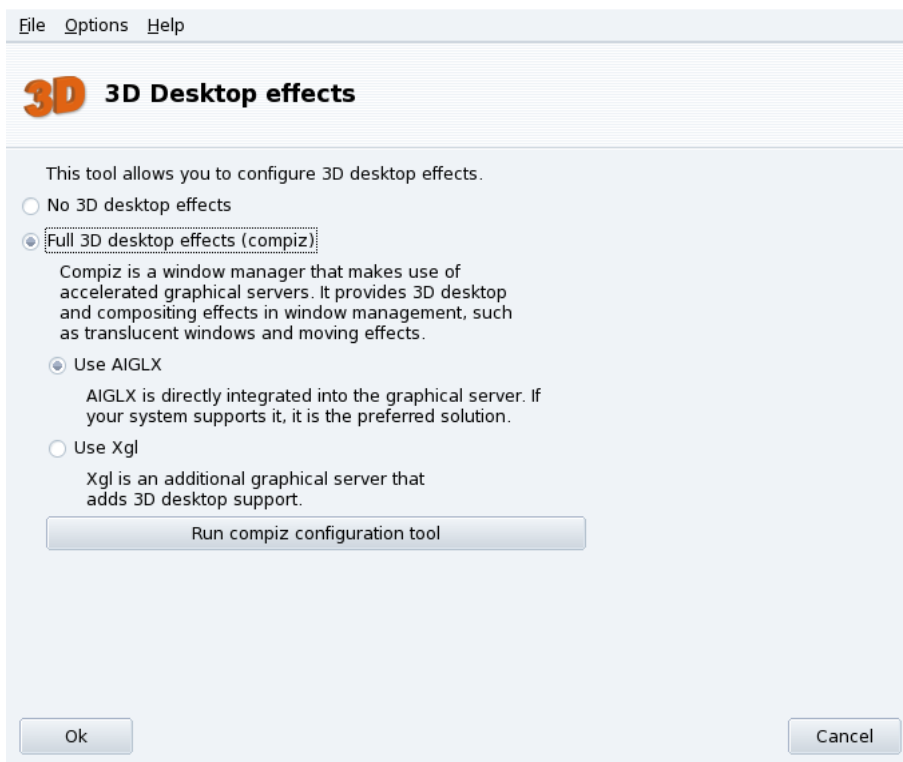 File Options Help
3D 3D Desktop effects
This tool allows you to configure 3D desktop effects.
No 3D desktop effects
Full 3D desktop effects (compiz)
Compiz is a window manager that makes use of
accelerated graphical servers. It provides 3D desktop
and compositing effects in window management, such
as translucent windows and moving effects.
Use AIGLX
AIGLX is directly integrated into the graphical server. If
your system supports it, it is the preferred solution.
Use Xgl
Xgl is an additional graphical server that
adds 3D desktop support.
Run compiz configuration tool
Ok Cancel